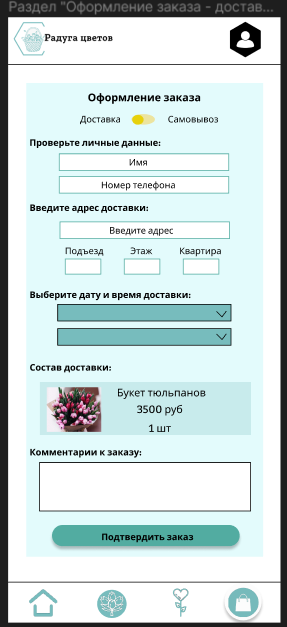 Раздел "Оформление заказа - достав...
Радуга цветов
Оформление заказа
Доставка Самовывоз
Проверьте личные данные:
Имя
Номер телефона
Введите адрес доставки:
Введите адрес
Подъезд Этаж Квартира
Выберите дату и время доставки:
Состав доставки:
Букет тюльпанов
3500 руб
1 шт
Комментарии к заказу:
Подтвердить заказ